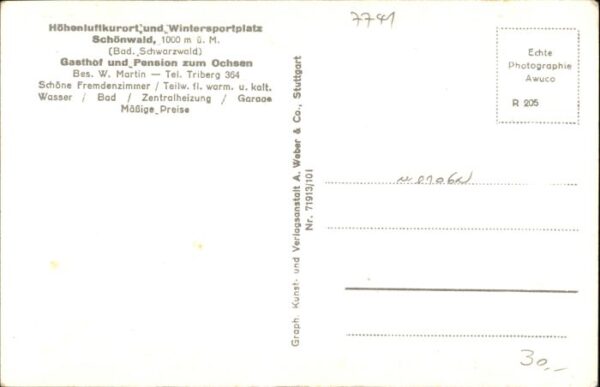 Höhenluftkurort und Wintersportplatz
Schönwald, 1000 m ü. M.
(Bad. Schwarzwald)
Gasthof und Pension zum Ochsen
Bes. W. Martin — Tel. Triberg 364
Schöne Fremdenzimmer / Teilw. fl. warm. u. kalt.
Wasser / Bad / Zentralheizung / Garage
Mäßige Preise
7741
Echte
Photographie
Awuco
R 205
Graph. Kunst- und Verlagsanstalt A. Weber & Co., Stuttgart
Nr. 71913/101
30,-